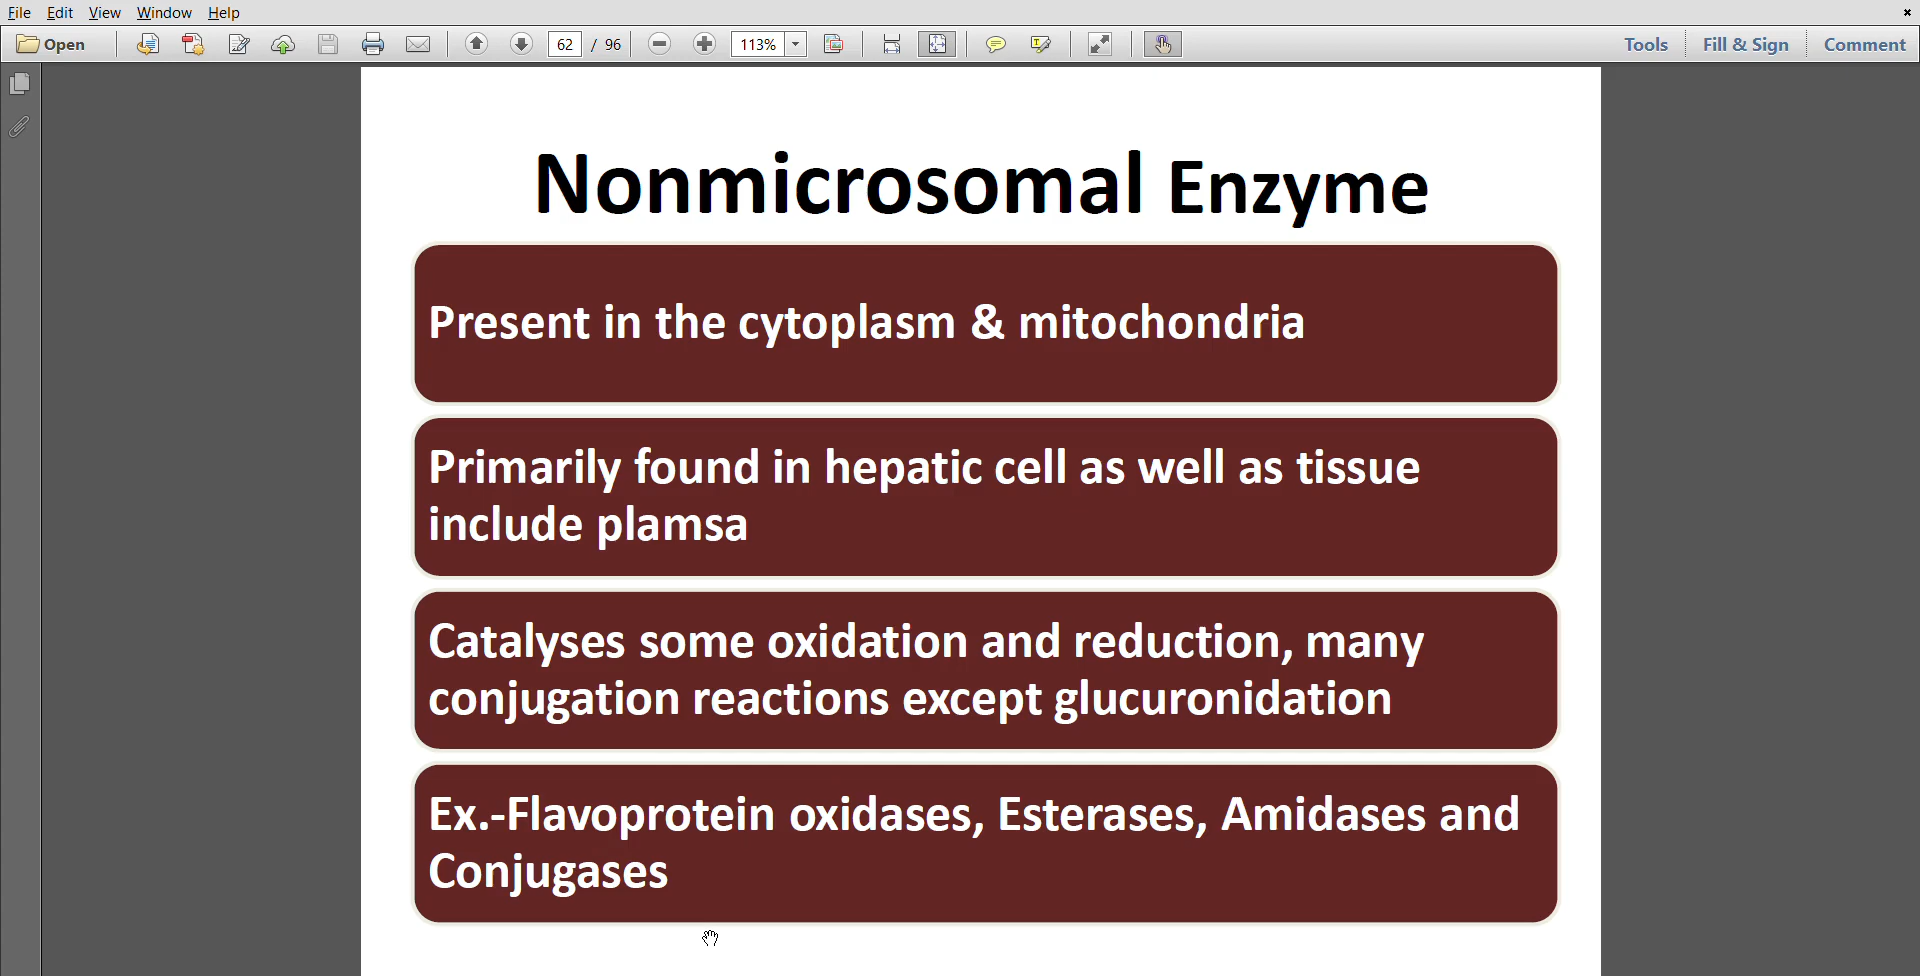 File Edit View Window Help
Open 62 / 96 113% Tools Fill & Sign Comment
Nonmicrosomal Enzyme
Present in the cytoplasm & mitochondria
Primarily found in hepatic cell as well as tissue
include plamsa
Catalyses some oxidation and reduction, many
conjugation reactions except glucuronidation
Ex.-Flavoprotein oxidases, Esterases, Amidases and
Conjugases